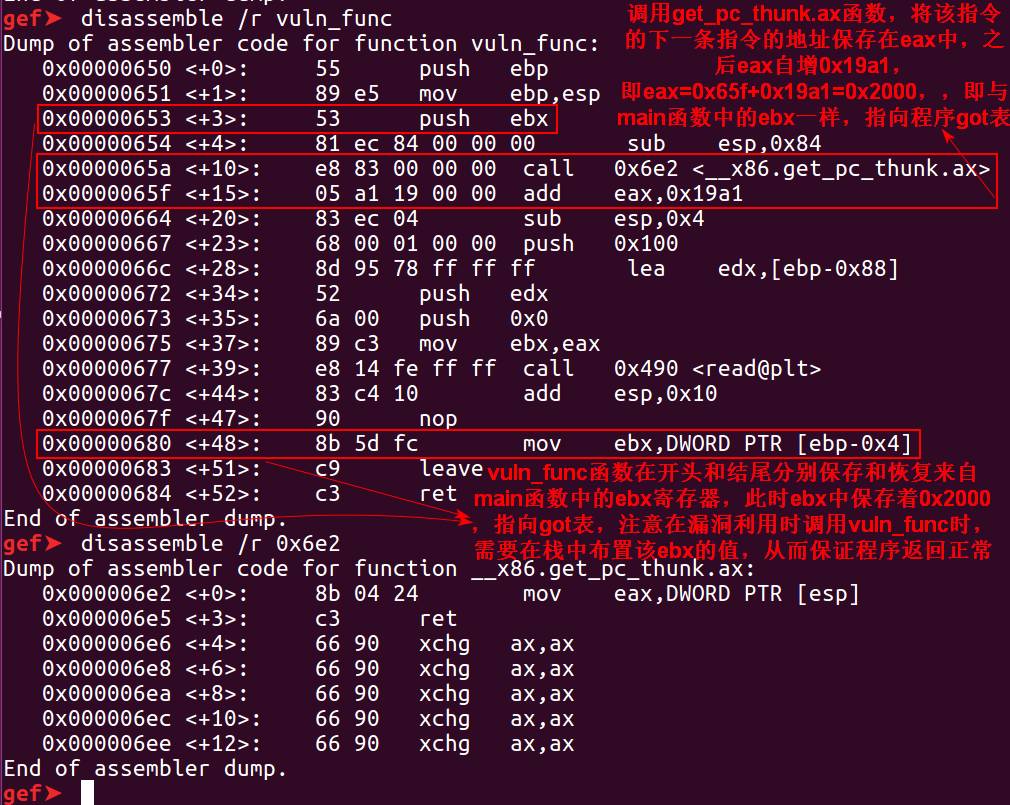 End of assembler dump.
gef➤  disassemble /r vuln_func
Dump of assembler code for function vuln_func:
0x00000650 <+0>: 55 push ebp
0x00000651 <+1>: 89 e5 mov ebp,esp
0x00000653 <+3>: 53 push ebx
0x00000654 <+4>: 81 ec 84 00 00 00 sub esp,0x84
0x0000065a <+10>: e8 83 00 00 00 call 0x6e2 <__x86.get_pc_thunk.ax>
0x0000065f <+15>: 05 a1 19 00 00 add eax,0x19a1
0x00000664 <+20>: 83 ec 04 sub esp,0x4
0x00000667 <+23>: 68 00 01 00 00 push 0x100
0x0000066c <+28>: 8d 95 78 ff ff ff lea edx,[ebp-0x88]
0x00000672 <+34>: 52 push edx
0x00000673 <+35>: 6a 00 push 0x0
0x00000675 <+37>: 89 c3 mov ebx,eax
0x00000677 <+39>: e8 14 fe ff ff call 0x490 <read@plt>
0x0000067c <+44>: 83 c4 10 add esp,0x10
0x0000067f <+47>: 90 nop
0x00000680 <+48>: 8b 5d fc mov ebx,DWORD PTR [ebp-0x4]
0x00000683 <+51>: c9 leave
0x00000684 <+52>: c3 ret
End of assembler dump.
gef➤  disassemble /r 0x6e2
Dump of assembler code for function __x86.get_pc_thunk.ax:
0x000006e2 <+0>: 8b 04 24 mov eax,DWORD PTR [esp]
0x000006e5 <+3>: c3 ret
0x000006e6 <+4>: 66 90 xchg ax,ax
0x000006e8 <+6>: 66 90 xchg ax,ax
0x000006ea <+8>: 66 90 xchg ax,ax
0x000006ec <+10>: 66 90 xchg ax,ax
0x000006ee <+12>: 66 90 xchg ax,ax
End of assembler dump.
gef➤
调用get_pc_thunk.ax函数，将该指令
的下一条指令的地址保存在eax中，之
后eax自增0x19a1，
即eax=0x65f+0x19a1=0x2000，，即与
main函数中的ebx一样，指向程序got表
vuln_func函数在开头和结尾分别保存和恢复来自
main函数中的ebx寄存器，此时ebx中保存着0x2000
，指向got表，注意在漏洞利用时调用vuln_func时，
需要在栈中布置该ebx的值，从而保证程序返回正常